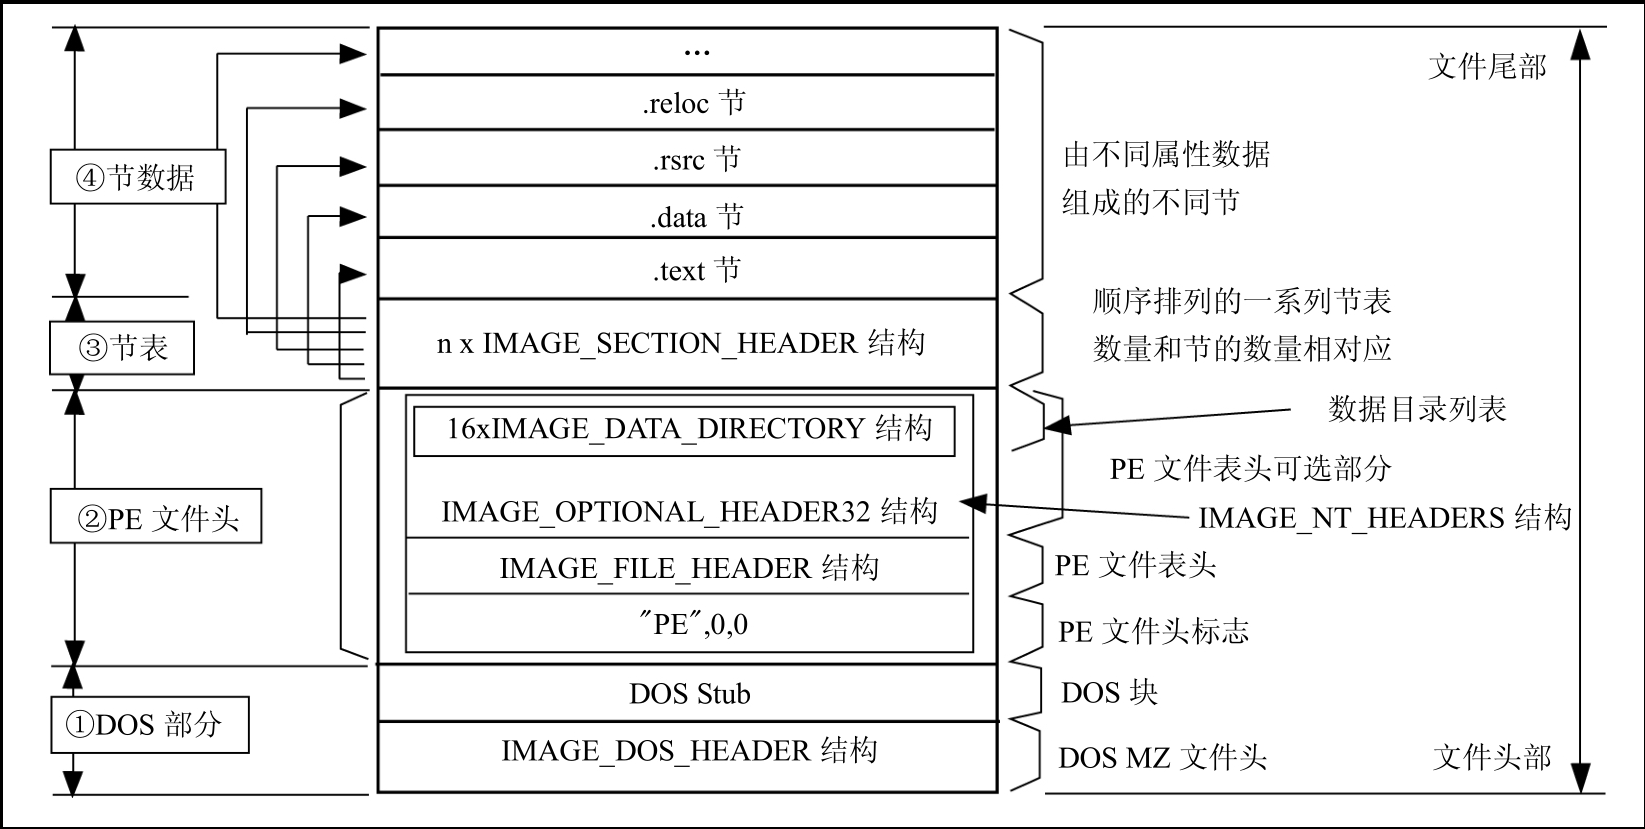 ...
文件尾部
.reloc 节
由不同属性数据
组成的不同节
④节数据
.rsrc 节
.data 节
.text 节
顺序排列的一系列节表
数量和节的数量相对应
③节表
n x IMAGE_SECTION_HEADER 结构
数据目录列表
16xIMAGE_DATA_DIRECTORY 结构
PE 文件表头可选部分
②PE 文件头
IMAGE_OPTIONAL_HEADER32 结构
IMAGE_NT_HEADERS 结构
IMAGE_FILE_HEADER 结构
PE 文件表头
"PE",0,0
PE 文件头标志
DOS Stub
DOS 块
①DOS 部分
IMAGE_DOS_HEADER 结构
DOS MZ 文件头
文件头部